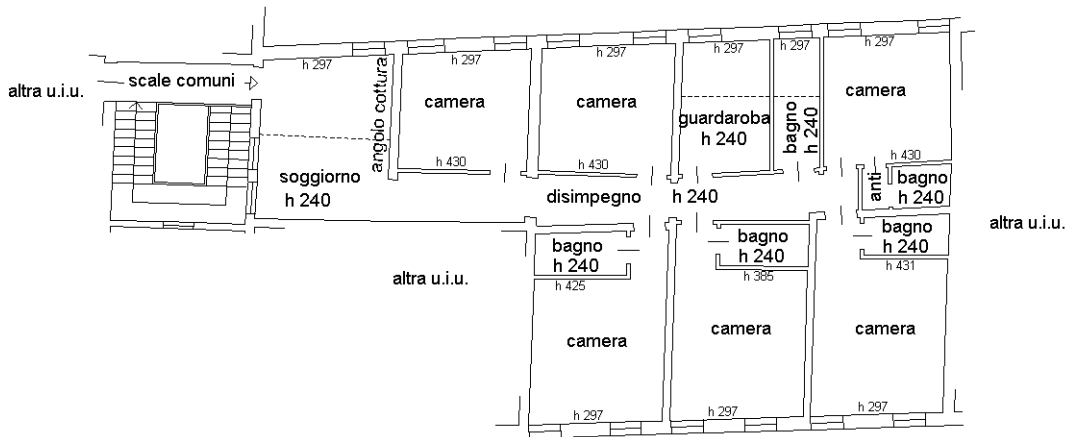 h 297
h 297
h 297
h 297
h 297
h 297
altra u.i.u.
scale comuni
camera
camera
angolo cottura
guardaroba
h 240
bagno
h 240
camera
h 430
h 430
h 430
soggiorno
h 240
disimpegno
h 240
anti
bagno
h 240
altra u.i.u.
bagno
h 240
bagno
h 240
bagno
h 240
altra u.i.u.
h 425
h 385
h 431
camera
camera
camera
h 297
h 297
h 297